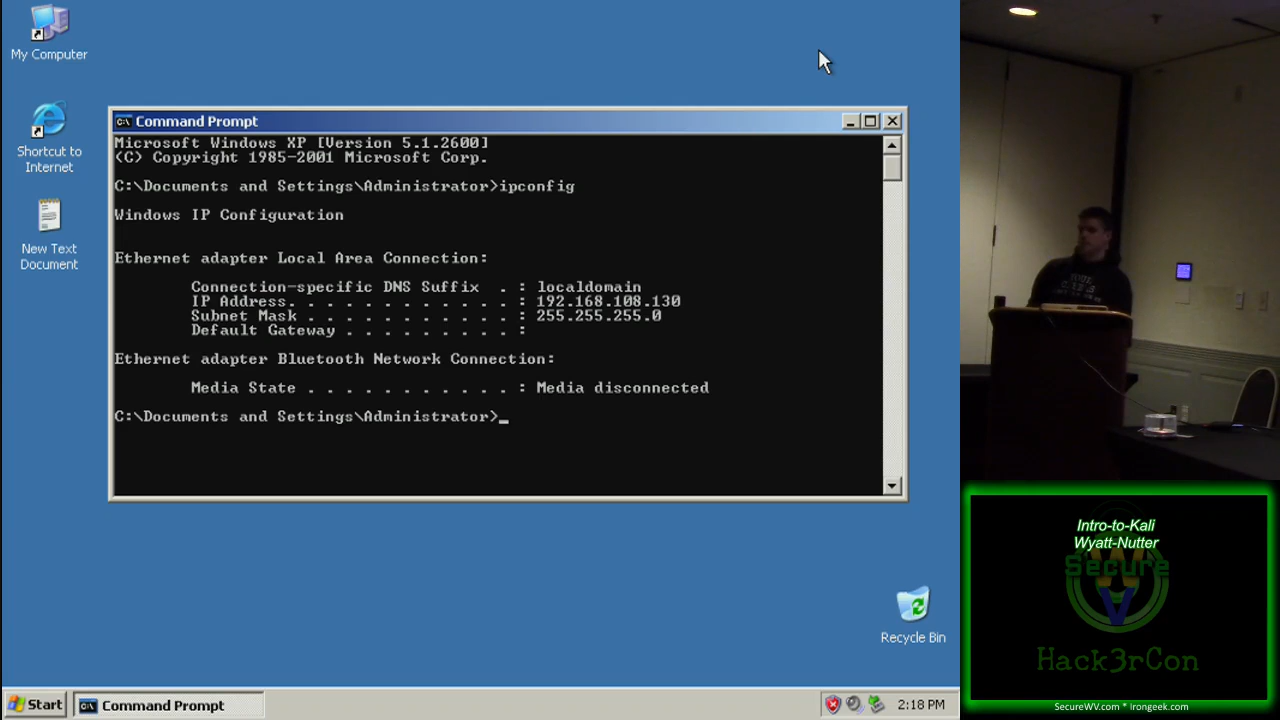 My Computer
Shortcut to
Internet
New Text
Document
Command Prompt
Microsoft Windows XP [Version 5.1.2600]
(C) Copyright 1985-2001 Microsoft Corp.
C:\Documents and Settings\Administrator>ipconfig
Windows IP Configuration
Ethernet adapter Local Area Connection:
Connection-specific DNS Suffix . : localdomain
IP Address. . . . . . . . . . . . : 192.168.108.130
Subnet Mask . . . . . . . . . . . : 255.255.255.0
Default Gateway . . . . . . . . . :
Ethernet adapter Bluetooth Network Connection:
Media State . . . . . . . . . . . : Media disconnected
C:\Documents and Settings\Administrator>_
Recycle Bin
Start
Command Prompt
2:18 PM
Intro-to-Kali
Wyatt-Nutter
Secure
W
V
Hack3rCon
SecureWV.com * Irongeek.com